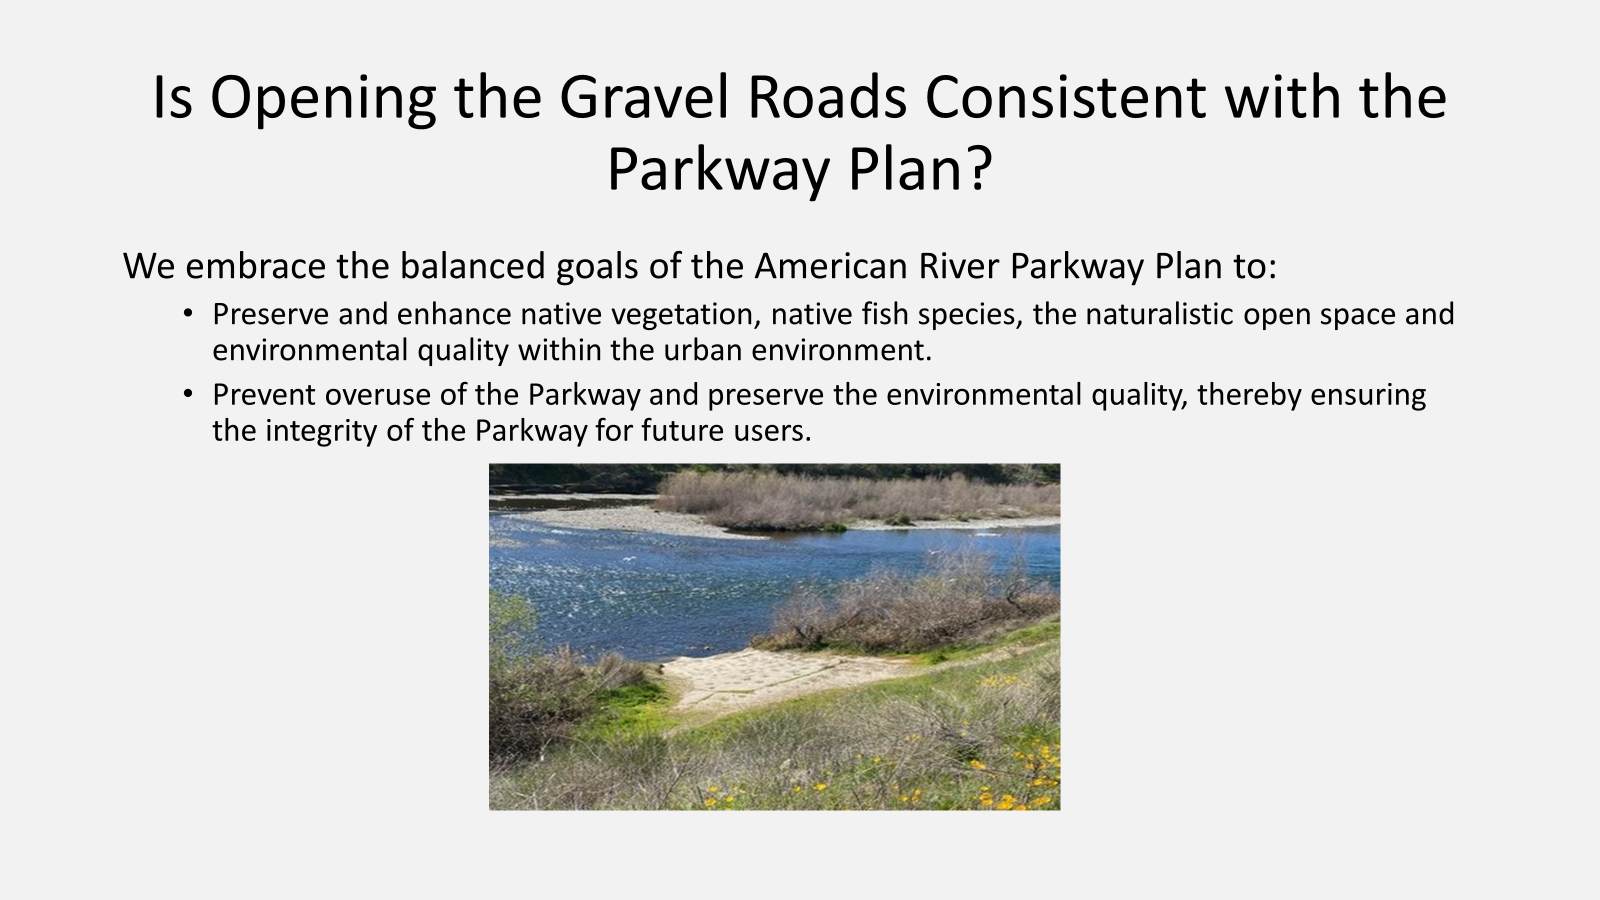 Is Opening the Gravel Roads Consistent with the
Parkway Plan?
We embrace the balanced goals of the American River Parkway Plan to:
• Preserve and enhance native vegetation, native fish species, the naturalistic open space and
environmental quality within the urban environment.
• Prevent overuse of the Parkway and preserve the environmental quality, thereby ensuring
the integrity of the Parkway for future users.